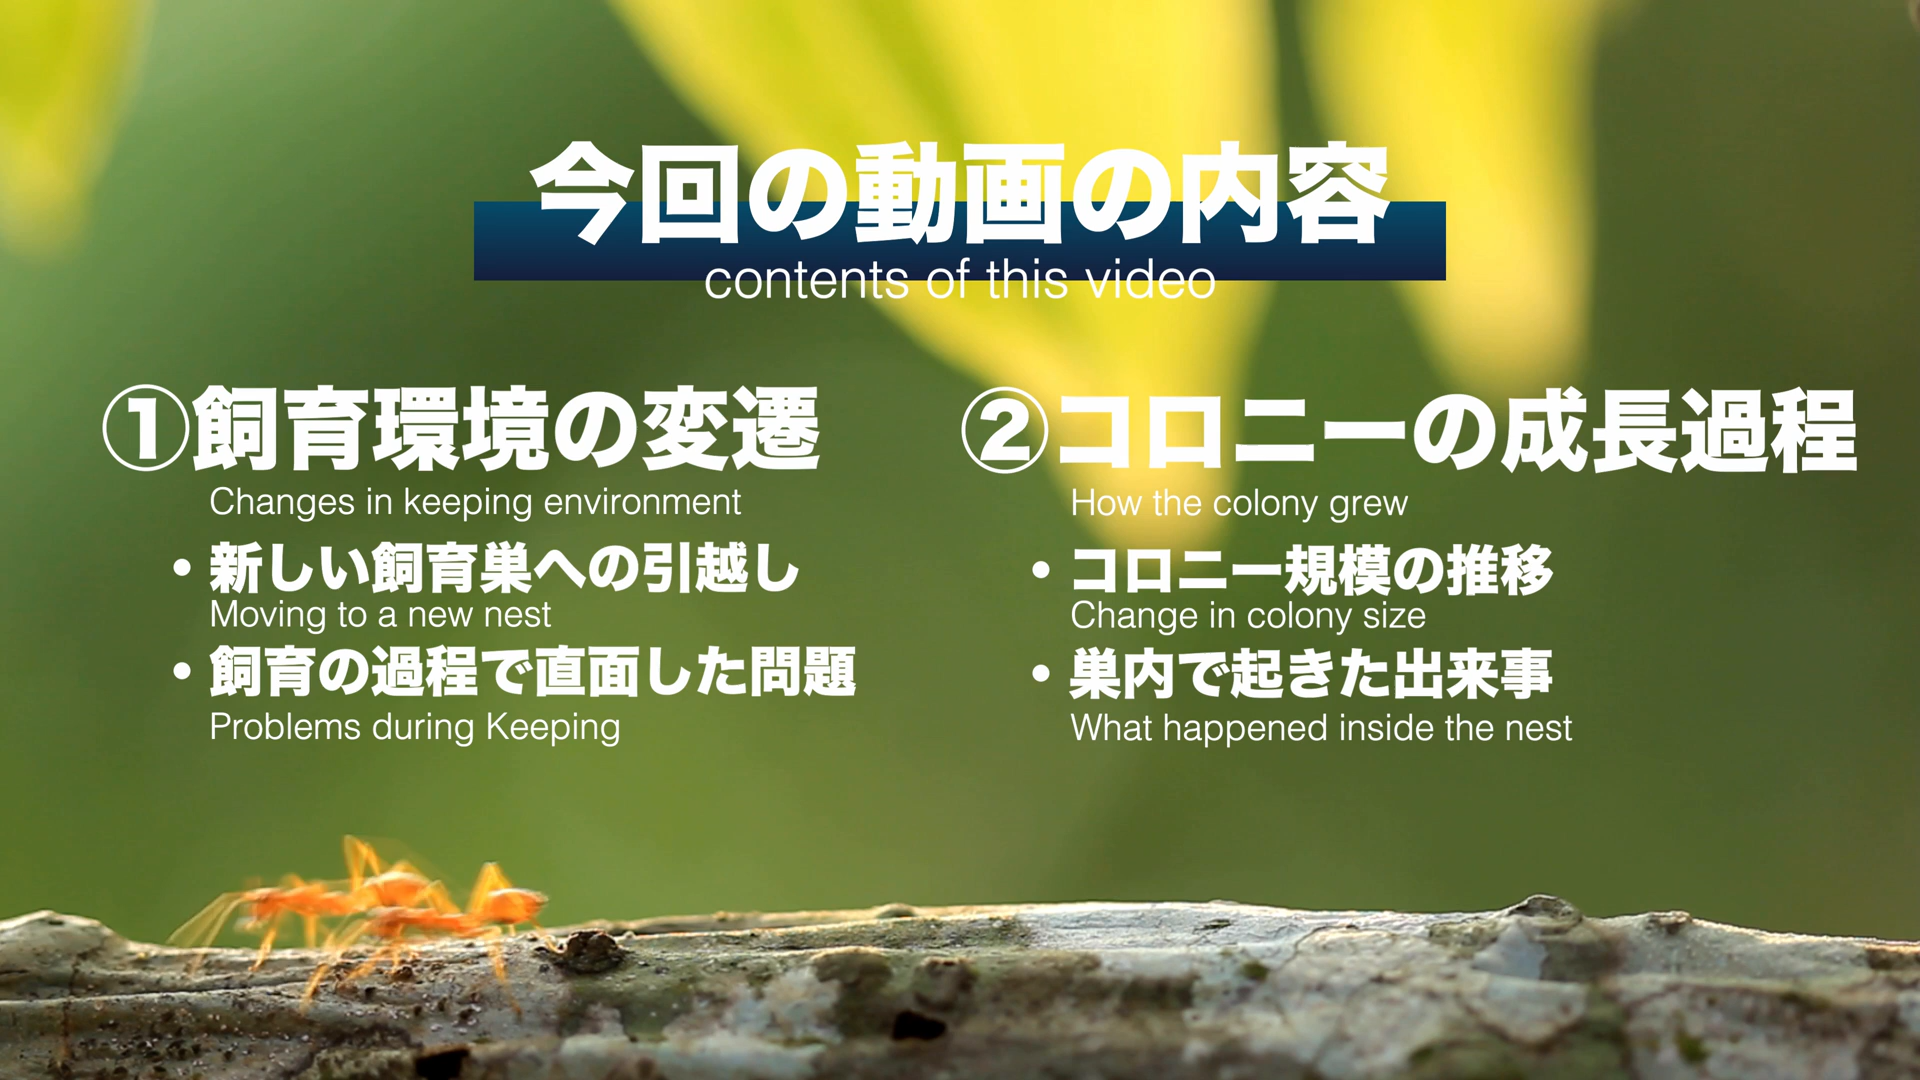 今回の動画の内容
contents of this video
①飼育環境の変遷
Changes in keeping environment
• 新しい飼育巣への引越し
Moving to a new nest
• 飼育の過程で直面した問題
Problems during Keeping
②コロニーの成長過程
How the colony grew
• コロニー規模の推移
Change in colony size
• 巣内で起きた出来事
What happened inside the nest